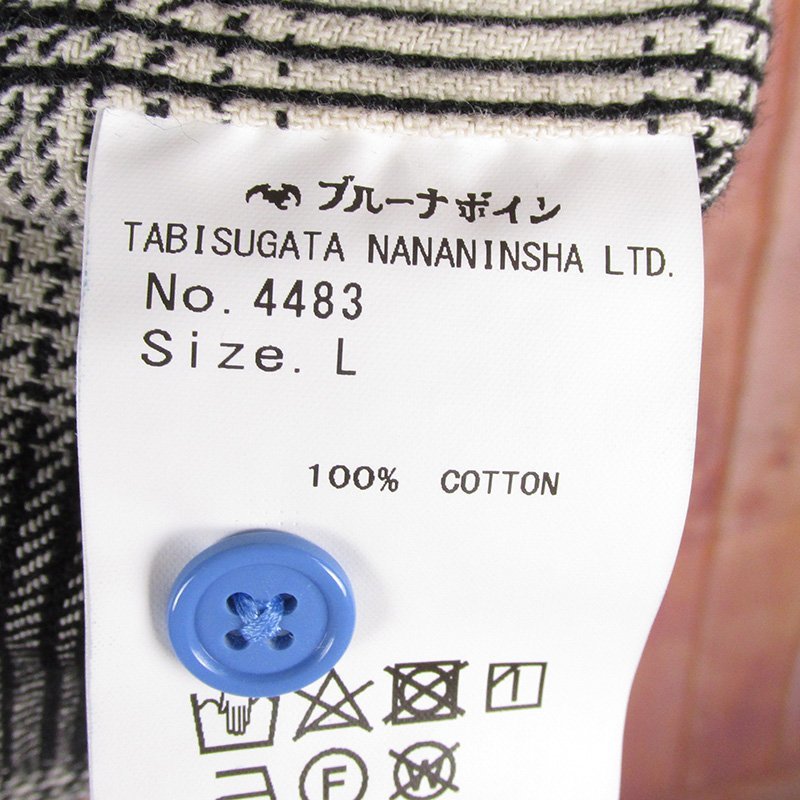 ブルーナボイン
TABISUGATA NANANINSHA LTD.
No. 4483
Size. L
100% COTTON
F W